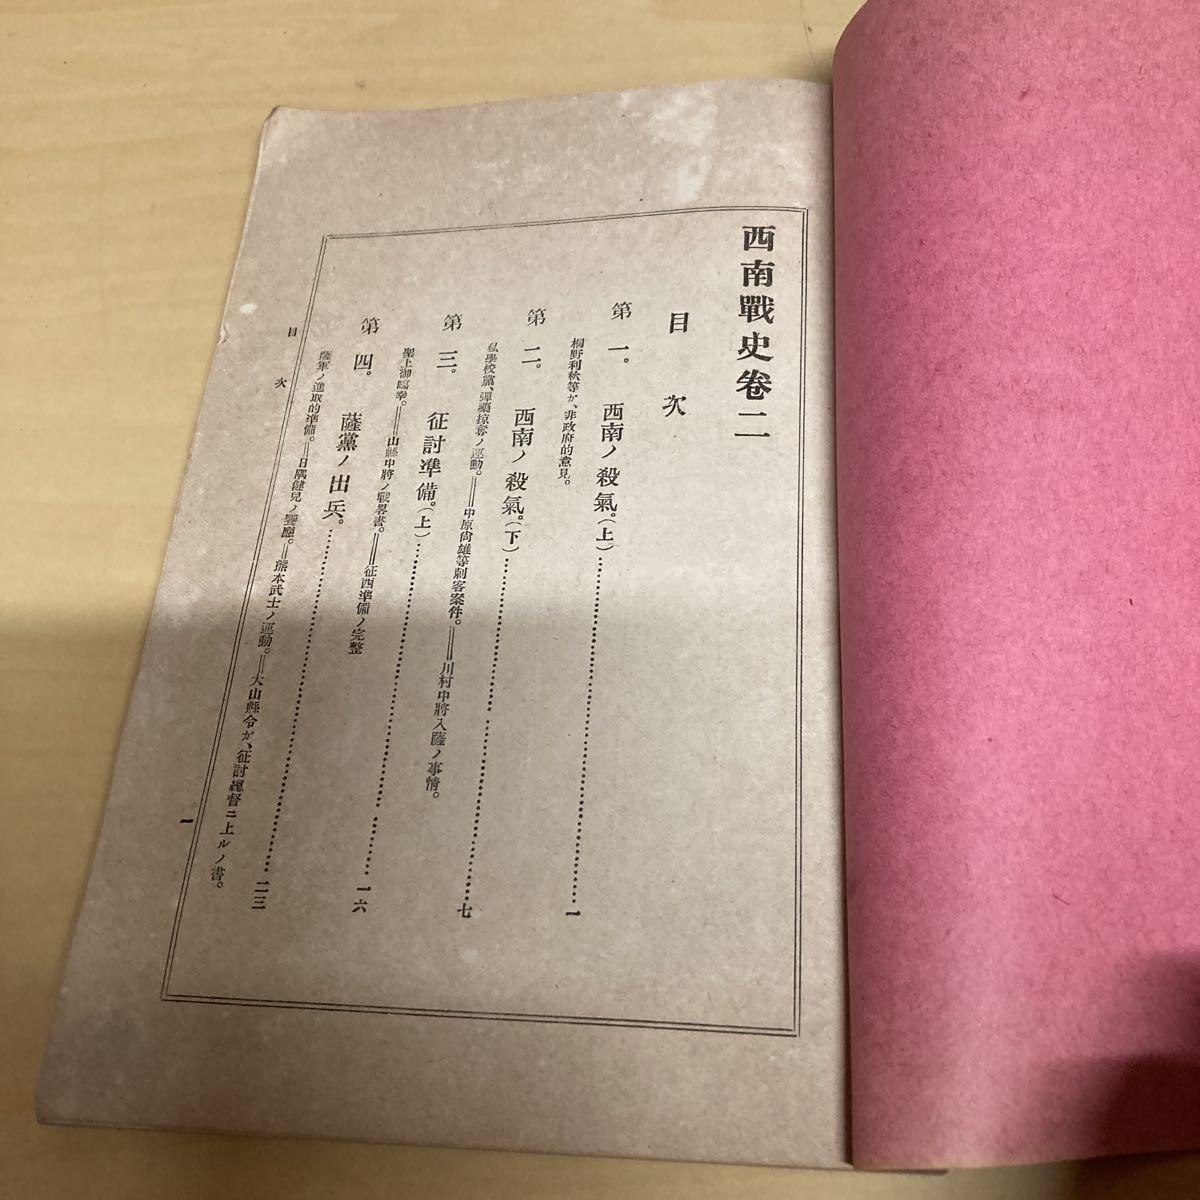 西南戰史卷二
目次
第一。 西南ノ殺氣。(上)……一
桐野利秋等ガ、非政府的意見。
第二。 西南ノ殺氣。(下)……七
私學校黨、彈藥掠奪ノ運動。――中原尙雄等刺客案件。――川村中將入薩ノ事情。
第三。 征討準備。(上)……一六
聖上御臨幸。――山縣中將ノ戰畧書。――征西準備ノ完整
第四。 薩黨ノ出兵。……二三
薩軍ノ進取的準備。――日隅健兒ノ響應。――熊本武士ノ運動。――大山縣令ガ、征討總督ニ上ルノ書。
目次
一